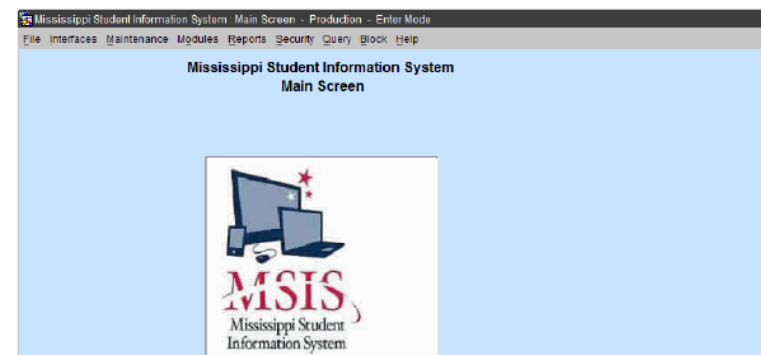 Mississippi Student Information System : Main Screen - Production - Enter Mode
File Interfaces Maintenance Modules Reports Security Query Block Help
Mississippi Student Information System
Main Screen
MSIS
Mississippi Student
Information System